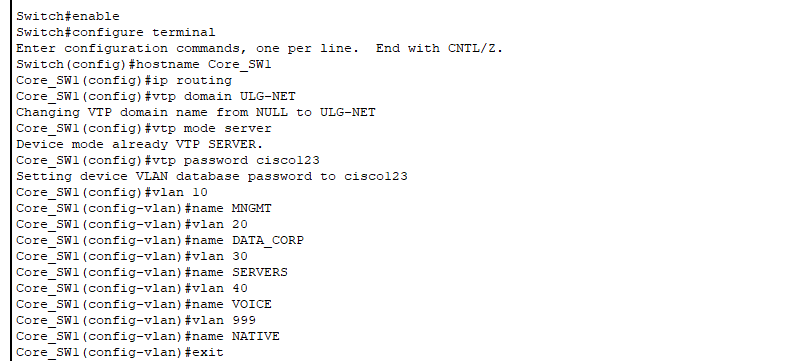 Switch#enable
Switch#configure terminal
Enter configuration commands, one per line.  End with CNTL/Z.
Switch(config)#hostname Core_SW1
Core_SW1(config)#ip routing
Core_SW1(config)#vtp domain ULG-NET
Changing VTP domain name from NULL to ULG-NET
Core_SW1(config)#vtp mode server
Device mode already VTP SERVER.
Core_SW1(config)#vtp password cisco123
Setting device VLAN database password to cisco123
Core_SW1(config)#vlan 10
Core_SW1(config-vlan)#name MNGMT
Core_SW1(config-vlan)#vlan 20
Core_SW1(config-vlan)#name DATA_CORP
Core_SW1(config-vlan)#vlan 30
Core_SW1(config-vlan)#name SERVERS
Core_SW1(config-vlan)#vlan 40
Core_SW1(config-vlan)#name VOICE
Core_SW1(config-vlan)#vlan 999
Core_SW1(config-vlan)#name NATIVE
Core_SW1(config-vlan)#exit